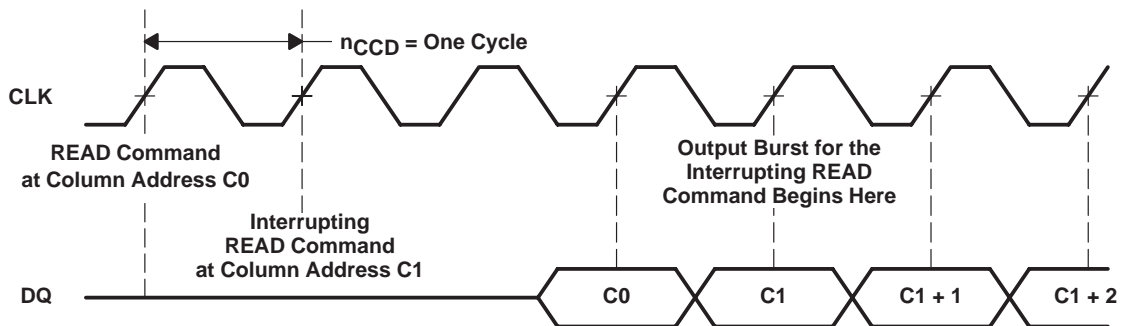 nCCD = One Cycle
CLK
READ Command
at Column Address C0
Output Burst for the
Interrupting READ
Command Begins Here
Interrupting
READ Command
at Column Address C1
DQ
C0
C1
C1 + 1
C1 + 2